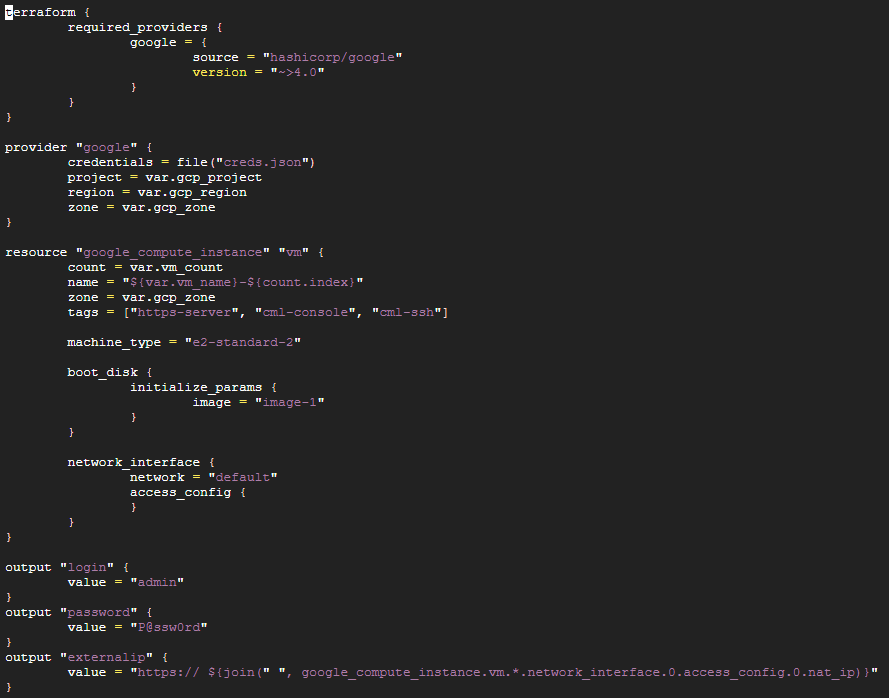 terraform {
required_providers {
google = {
source = "hashicorp/google"
version = "~>4.0"
}
}
}
provider "google" {
credentials = file("creds.json")
project = var.gcp_project
region = var.gcp_region
zone = var.gcp_zone
}
resource "google_compute_instance" "vm" {
count = var.vm_count
name = "${var.vm_name}-${count.index}"
zone = var.gcp_zone
tags = ["https-server", "cml-console", "cml-ssh"]
machine_type = "e2-standard-2"
boot_disk {
initialize_params {
image = "image-1"
}
}
network_interface {
network = "default"
access_config {
}
}
}
output "login" {
value = "admin"
}
output "password" {
value = "P@ssw0rd"
}
output "externalip" {
value = "https:// ${join(" ", google_compute_instance.vm.*.network_interface.0.access_config.0.nat_ip)}"
}